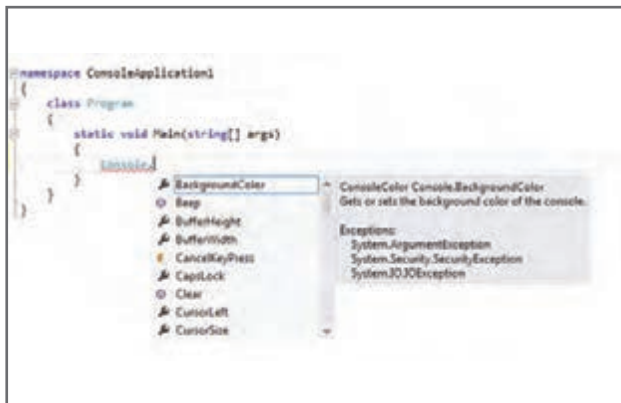 namespace ConsoleApplication1
{
class Program
{
static void Main(string[] args)
{
Console.
}
}
}
BackgroundColor
Beep
BufferHeight
BufferWidth
CancelKeyPress
CapsLock
Clear
CursorLeft
CursorSize
ConsoleColor Console.BackgroundColor
Gets or sets the background color of the console.
Exceptions:
System.ArgumentException
System.Security.SecurityException
System.IO.IOException